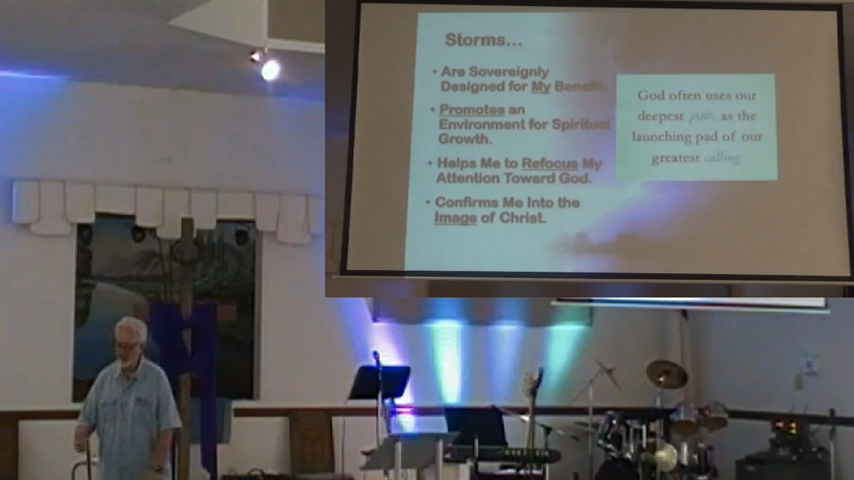 Storms...
• Are Sovereignly
Designed for My Benefit.
• Promotes an
Environment for Spiritual
Growth.
• Helps Me to Refocus My
Attention Toward God.
• Confirms Me Into the
Image of Christ.
God often uses our
deepest pain as the
launching pad of our
greatest calling.